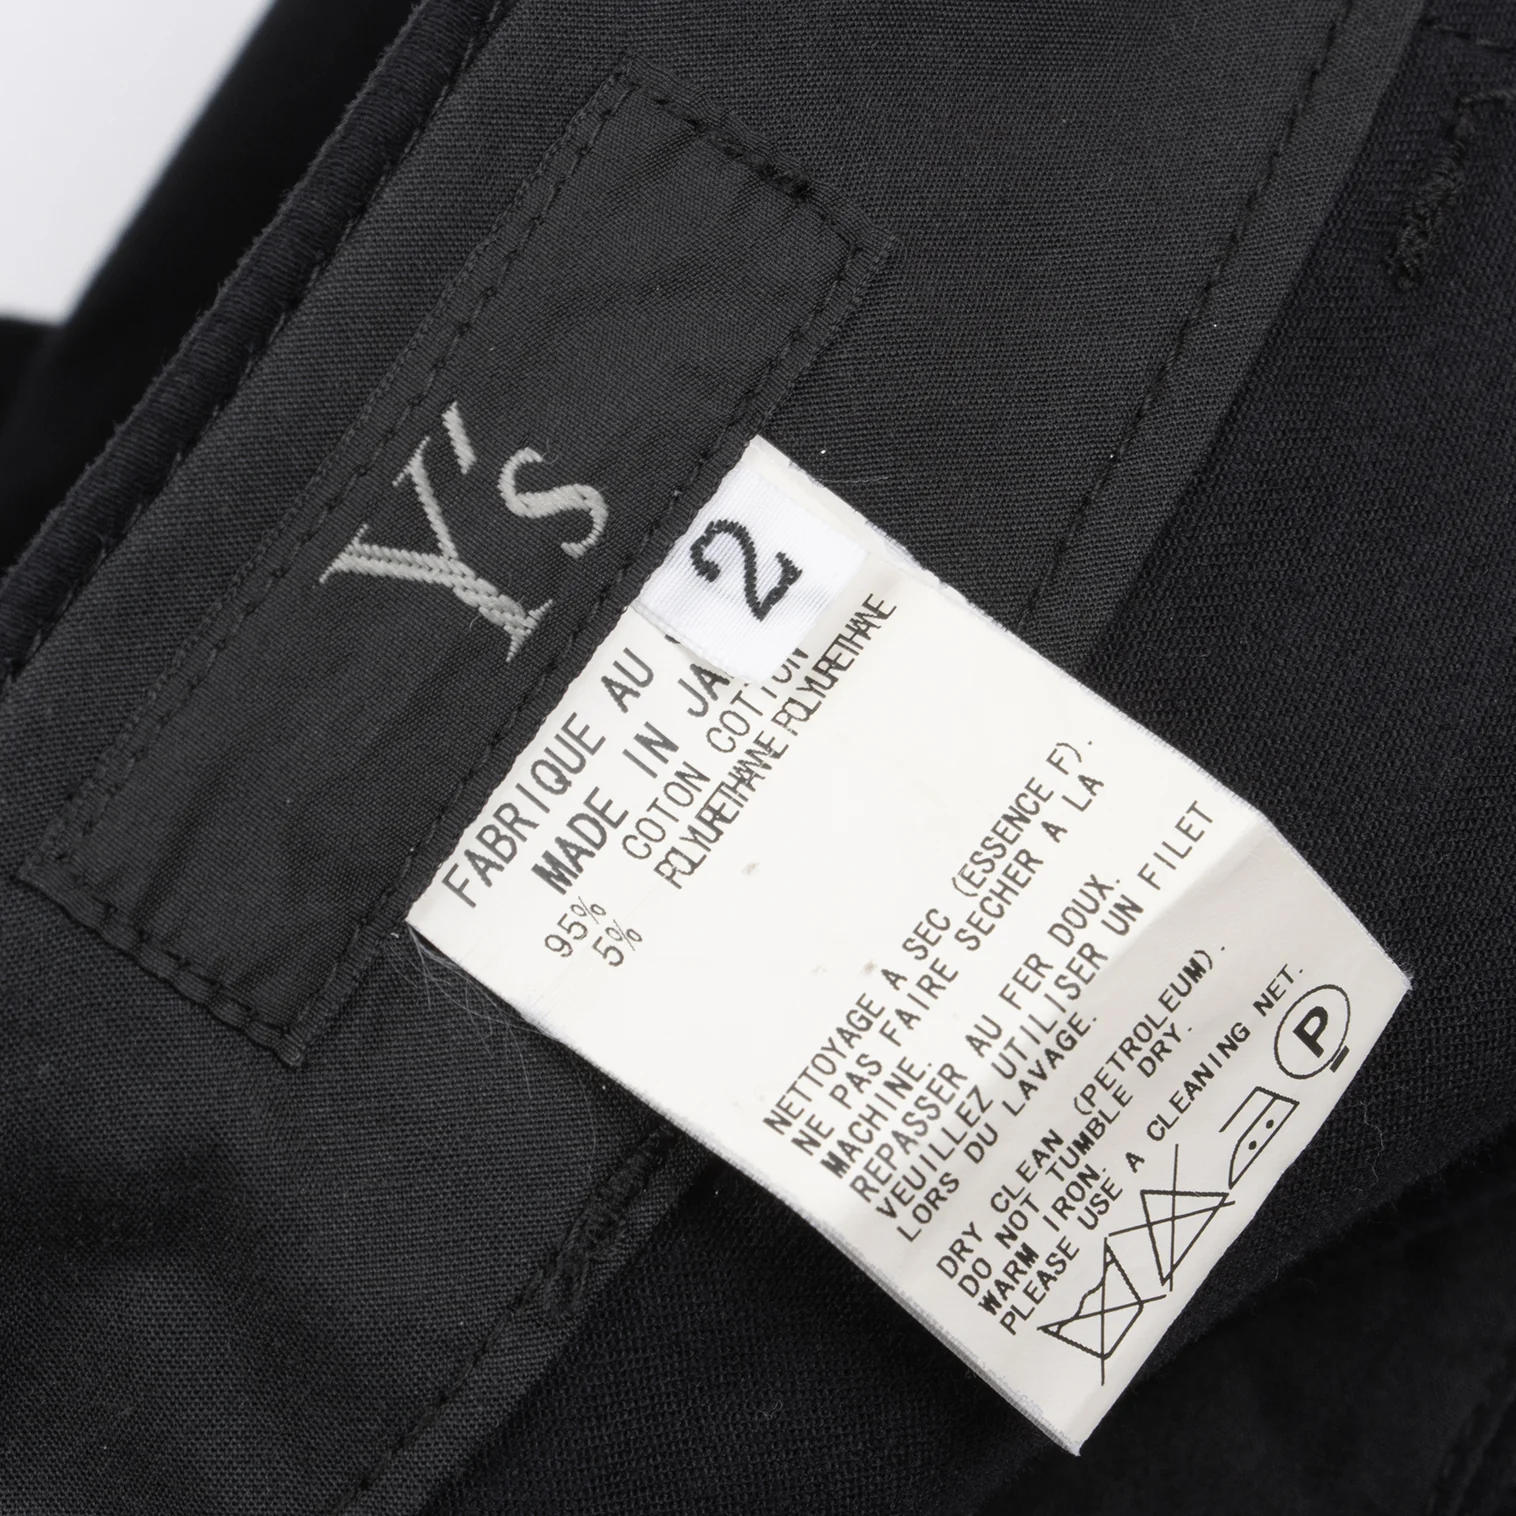 Y's
2
FABRIQUE AU
MADE IN
95% COTON COTTON
5% POLYURETHANNE POLYURETHANE
NETTOYAGE A SEC (ESSENCE F).
NE PAS FAIRE SECHER A LA
MACHINE.
REPASSER AU FER DOUX.
VEUILLEZ UTILISER UN FILET
LORS DU LAVAGE.
DRY CLEAN (PETROLEUM).
DO NOT TUMBLE DRY.
WARM IRON.
PLEASE USE A CLEANING NET.
P